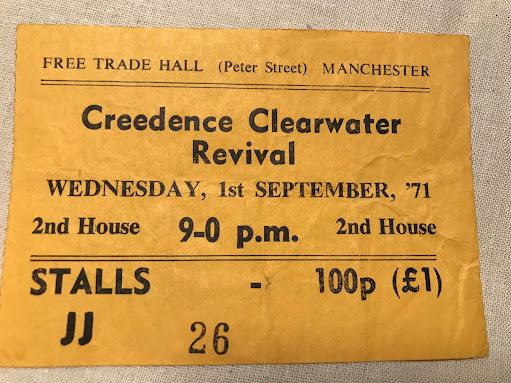 FREE TRADE HALL (Peter Street) MANCHESTER
Creedence Clearwater
Revival
WEDNESDAY, 1st SEPTEMBER, '71
2nd House 9-0 p.m. 2nd House
STALLS - 100p (£1)
JJ 26